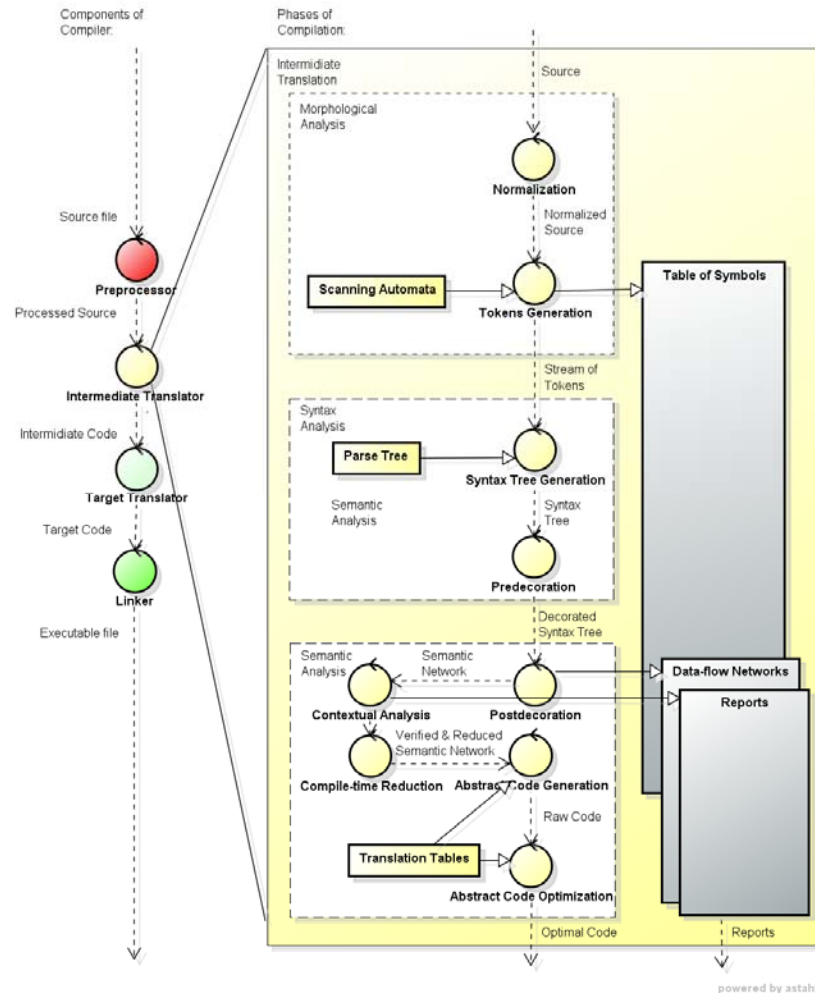 Components of
Compiler:
Phases of
Compilation:
Intermidiate
Translation
Source
Morphological
Analysis
Normalization
Source file
Normalized
Source
Preprocessor
Scanning Automata
Tokens Generation
Table of Symbols
Processed Source
Intermediate Translator
Stream of
Tokens
Syntax
Analysis
Intermediate Code
Parse Tree
Syntax Tree Generation
Target Translator
Semantic
Analysis
Syntax
Tree
Target Code
Predecoration
Linker
Decorated
Syntax Tree
Executable file
Semantic
Analysis
Semantic
Network
Data-flow Networks
Contextual Analysis
Postdecoration
Reports
Verified & Reduced
Semantic Network
Compile-time Reduction
Abstract Code Generation
Raw Code
Translation Tables
Abstract Code Optimization
Optimal Code
Reports
powered by astah